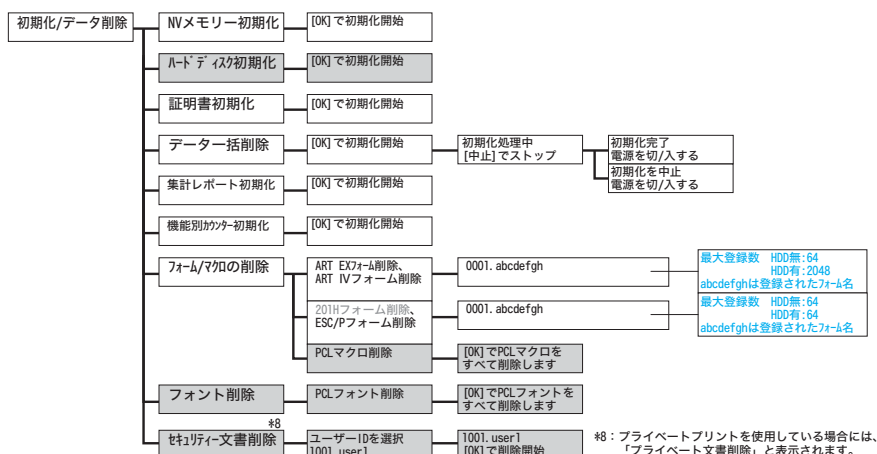 初期化/データ削除
NVメモリー初期化
[OK]で初期化開始
ハードディスク初期化
[OK]で初期化開始
証明書初期化
[OK]で初期化開始
データー括削除
[OK]で初期化開始
初期化処理中
[中止]でストップ
初期化完了
電源を切/入する
初期化を中止
電源を切/入する
集計レポート初期化
[OK]で初期化開始
機能別カウンター初期化
[OK]で初期化開始
フォーム/マクロの削除
ART EXフォーム削除、
ART IVフォーム削除
0001.abcdefgh
最大登録数 HDD無:64
HDD有:2048
abcdefghは登録されたフォーム名
201Hフォーム削除、
ESC/Pフォーム削除
0001.abcdefgh
最大登録数 HDD無:64
HDD有:64
abcdefghは登録されたフォーム名
PCLマクロ削除
[OK]でPCLマクロを
すべて削除します
フォント削除
PCLフォント削除
[OK]でPCLフォントを
すべて削除します
*8
セキュリティー文書削除
ユーザーIDを選択
1001.user1
1001.user1
[OK]で削除開始
*8：プライベートプリントを使用している場合には、
「プライベート文書削除」と表示されます。